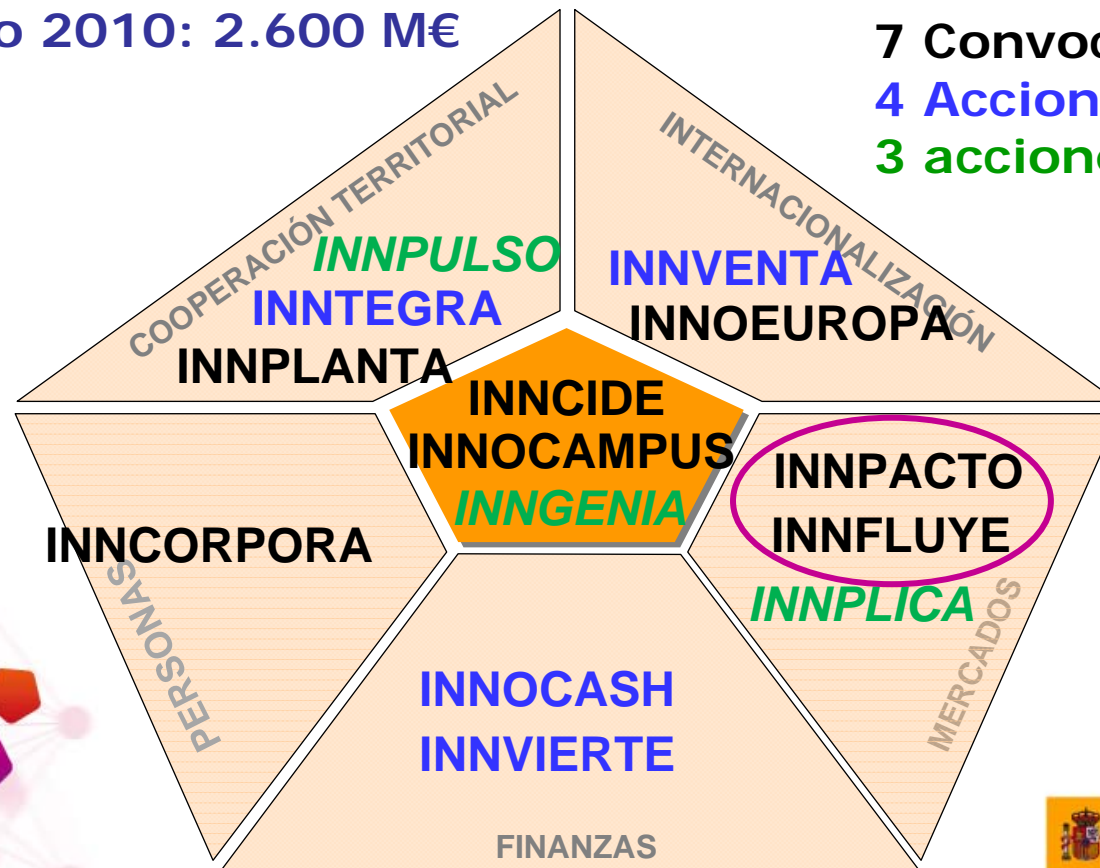 o 2010: 2.600 M€
7 Convoc
4 Accion
3 accione
COOPERACIÓN TERRITORIAL
INNPULSO
INNTEGRA
INNPLANTA
INTERNACIONALIZACIÓN
INNVENTA
INNOEUROPA
INNCIDE
INNOCAMPUS
INNGENIA
INNPACTO
INNFLUYE
INNPLICA
MERCADOS
INNCORPORA
PERSONAS
INNOCASH
INNVIERTE
FINANZAS